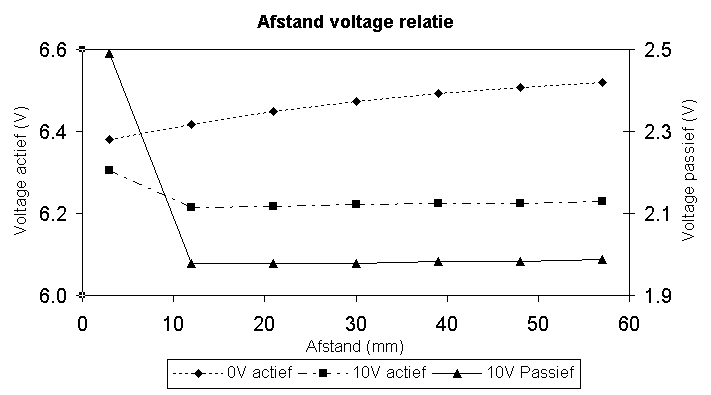 Afstand voltage relatie
6.6
6.4
6.2
6.0
Voltage actief (V)
2.5
2.3
2.1
1.9
Voltage passief (V)
0 10 20 30 40 50 60
Afstand (mm)
0V actief 10V actief 10V Passief